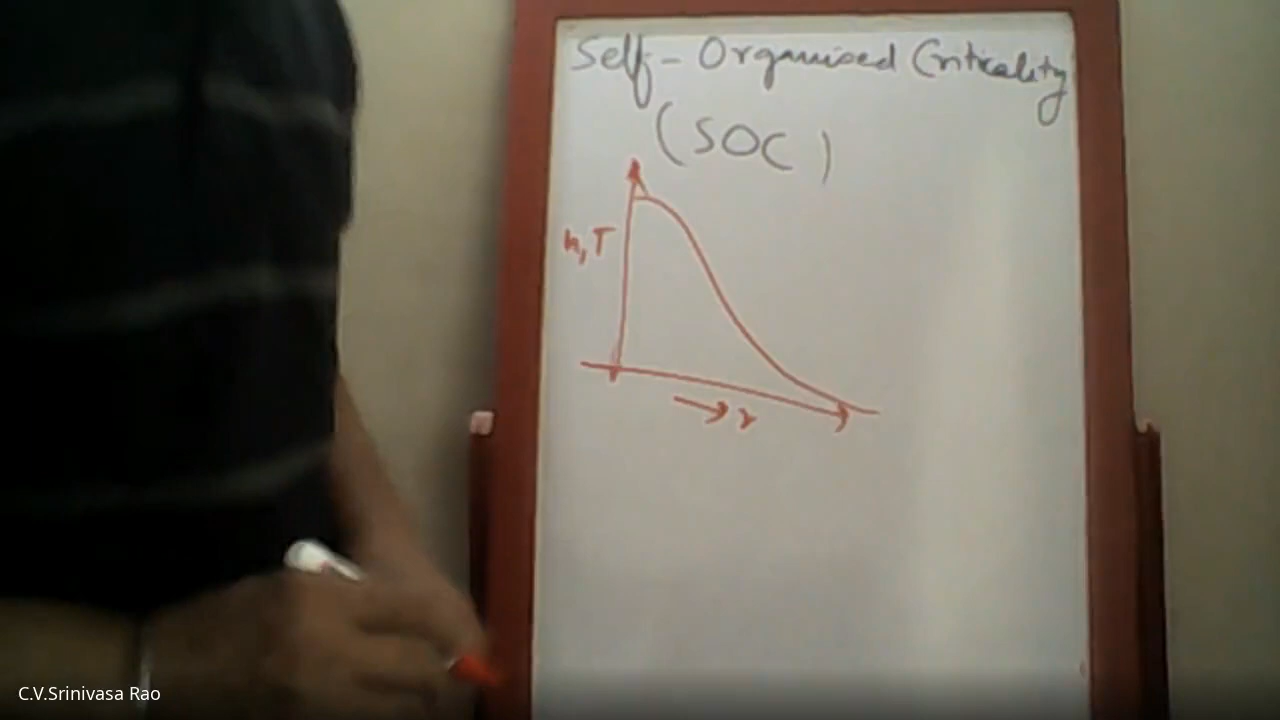 Self-Organised Criticality
(SOC)
n, T
r
C.V.Srinivasa Rao